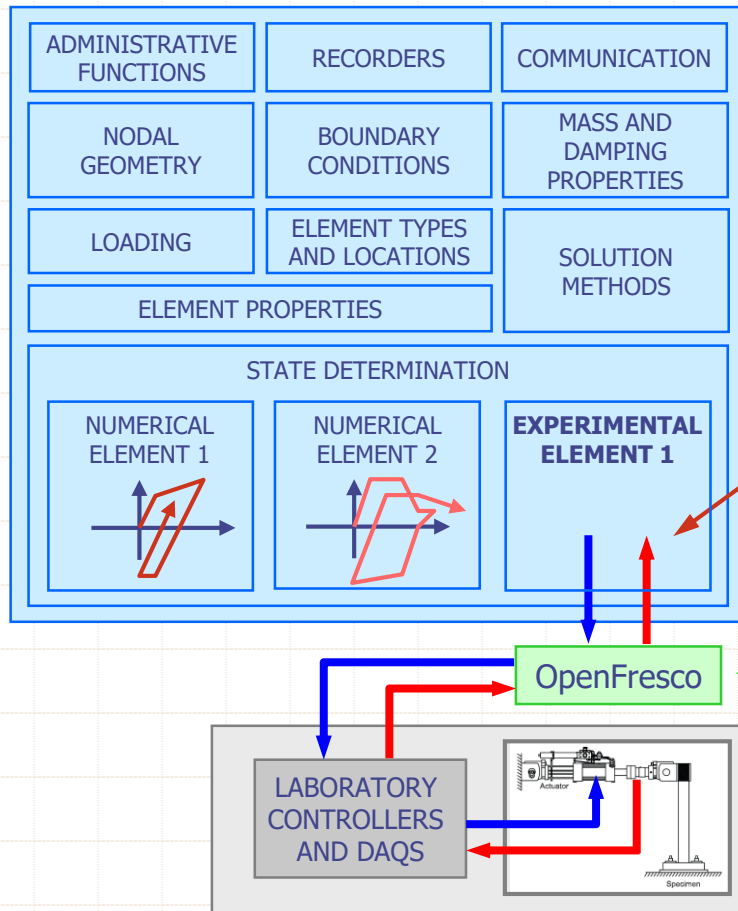 ADMINISTRATIVE
FUNCTIONS
RECORDERS
COMMUNICATION
NODAL
GEOMETRY
BOUNDARY
CONDITIONS
MASS AND
DAMPING
PROPERTIES
LOADING
ELEMENT TYPES
AND LOCATIONS
SOLUTION
METHODS
ELEMENT PROPERTIES
STATE DETERMINATION
NUMERICAL
ELEMENT 1
NUMERICAL
ELEMENT 2
EXPERIMENTAL
ELEMENT 1
OpenFresco
LABORATORY
CONTROLLERS
AND DAQS
Actuator
Specimen